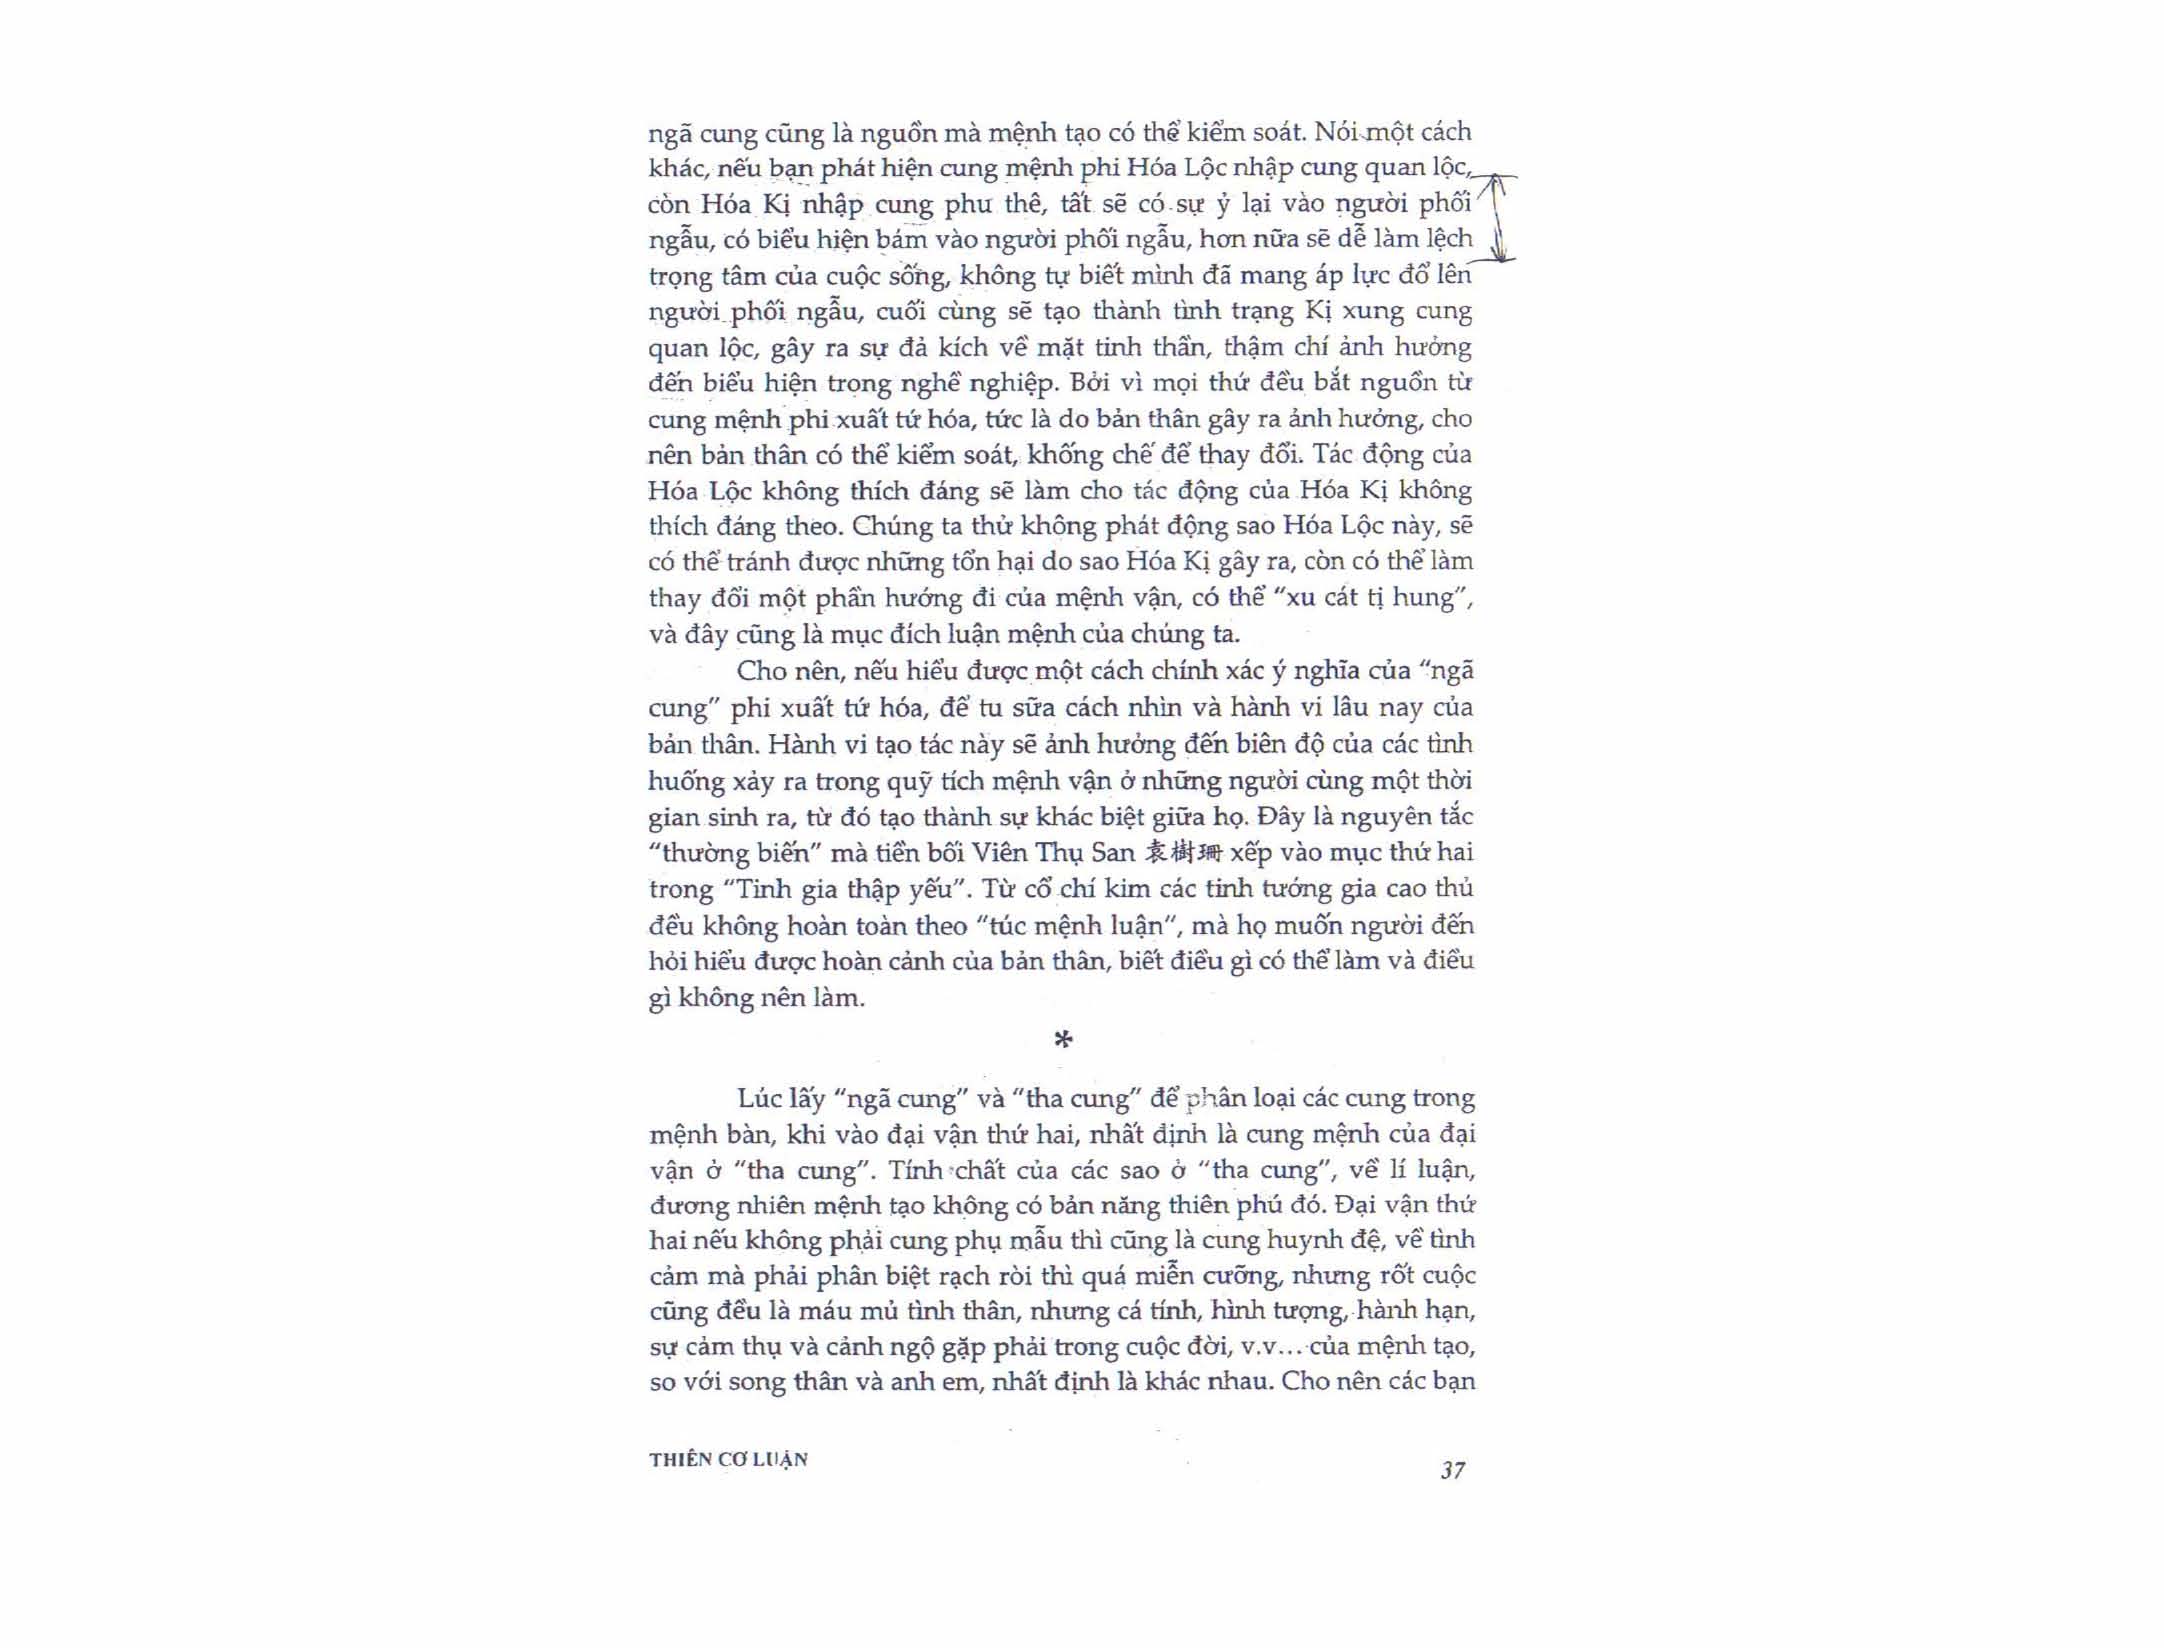 ngã cung cũng là nguồn mà mệnh tạo có thể kiểm soát. Nói một cách
khác, nếu bạn phát hiện cung mệnh phi Hóa Lộc nhập cung quan lộc,
còn Hóa Kị nhập cung phu thê, tất sẽ có sự ỷ lại vào người phối
ngẫu, có biểu hiện bám vào người phối ngẫu, hơn nữa sẽ dễ làm lệch
trọng tâm của cuộc sống, không tự biết mình đã mang áp lực đổ lên
người phối ngẫu, cuối cùng sẽ tạo thành tình trạng Kị xung cung
quan lộc, gây ra sự đả kích về mặt tinh thần, thậm chí ảnh hưởng
đến biểu hiện trong nghề nghiệp. Bởi vì mọi thứ đều bắt nguồn từ
cung mệnh phi xuất tứ hóa, tức là do bản thân gây ra ảnh hưởng, cho
nên bản thân có thể kiểm soát, khống chế để thay đổi. Tác động của
Hóa Lộc không thích đáng sẽ làm cho tác động của Hóa Kị không
thích đáng theo. Chúng ta thử không phát động sao Hóa Lộc này, sẽ
có thể tránh được những tổn hại do sao Hóa Kị gây ra, còn có thể làm
thay đổi một phần hướng đi của mệnh vận, có thể "xu cát tị hung",
và đây cũng là mục đích luận mệnh của chúng ta.
Cho nên, nếu hiểu được một cách chính xác ý nghĩa của "ngã
cung" phi xuất tứ hóa, để tu sữa cách nhìn và hành vi lâu nay của
bản thân. Hành vi tạo tác này sẽ ảnh hưởng đến biên độ của các tình
huống xảy ra trong quỹ tích mệnh vận ở những người cùng một thời
gian sinh ra, từ đó tạo thành sự khác biệt giữa họ. Đây là nguyên tắc
"thường biến" mà tiền bối Viên Thụ San 袁樹珊 xếp vào mục thứ hai
trong "Tinh gia thập yếu". Từ cổ chí kim các tinh tướng gia cao thủ
đều không hoàn toàn theo "túc mệnh luận", mà họ muốn người đến
hỏi hiểu được hoàn cảnh của bản thân, biết điều gì có thể làm và điều
gì không nên làm.
*
Lúc lấy "ngã cung" và "tha cung" để phân loại các cung trong
mệnh bàn, khi vào đại vận thứ hai, nhất định là cung mệnh của đại
vận ở "tha cung". Tính chất của các sao ở "tha cung", về lí luận,
đương nhiên mệnh tạo không có bản năng thiên phú đó. Đại vận thứ
hai nếu không phải cung phụ mẫu thì cũng là cung huynh đệ, về tình
cảm mà phải phân biệt rạch ròi thì quá miễn cưỡng, nhưng rốt cuộc
cũng đều là máu mủ tình thân, nhưng cá tính, hình tượng, hành hạn,
sự cảm thụ và cảnh ngộ gặp phải trong cuộc đời, v.v... của mệnh tạo,
so với song thân và anh em, nhất định là khác nhau. Cho nên các bạn
THIÊN CƠ LUẬN
37